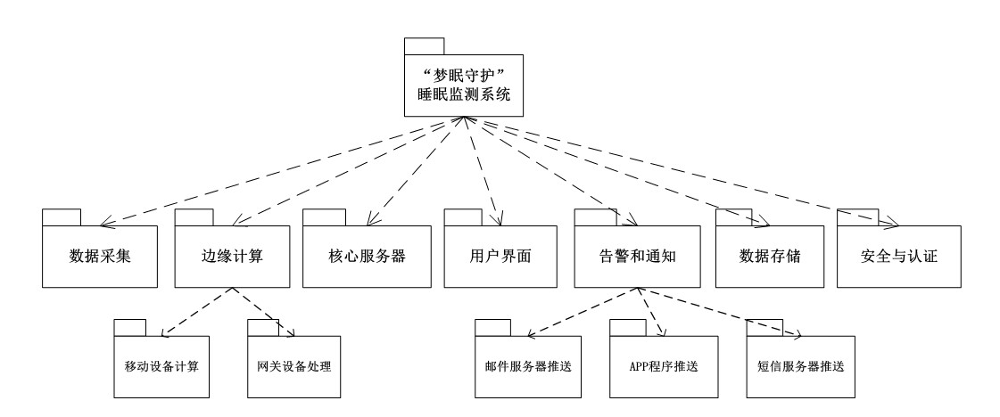 “梦眠守护”
睡眠监测系统
数据采集
边缘计算
核心服务器
用户界面
告警和通知
数据存储
安全与认证
移动设备计算
网关设备处理
邮件服务器推送
APP程序推送
短信服务器推送